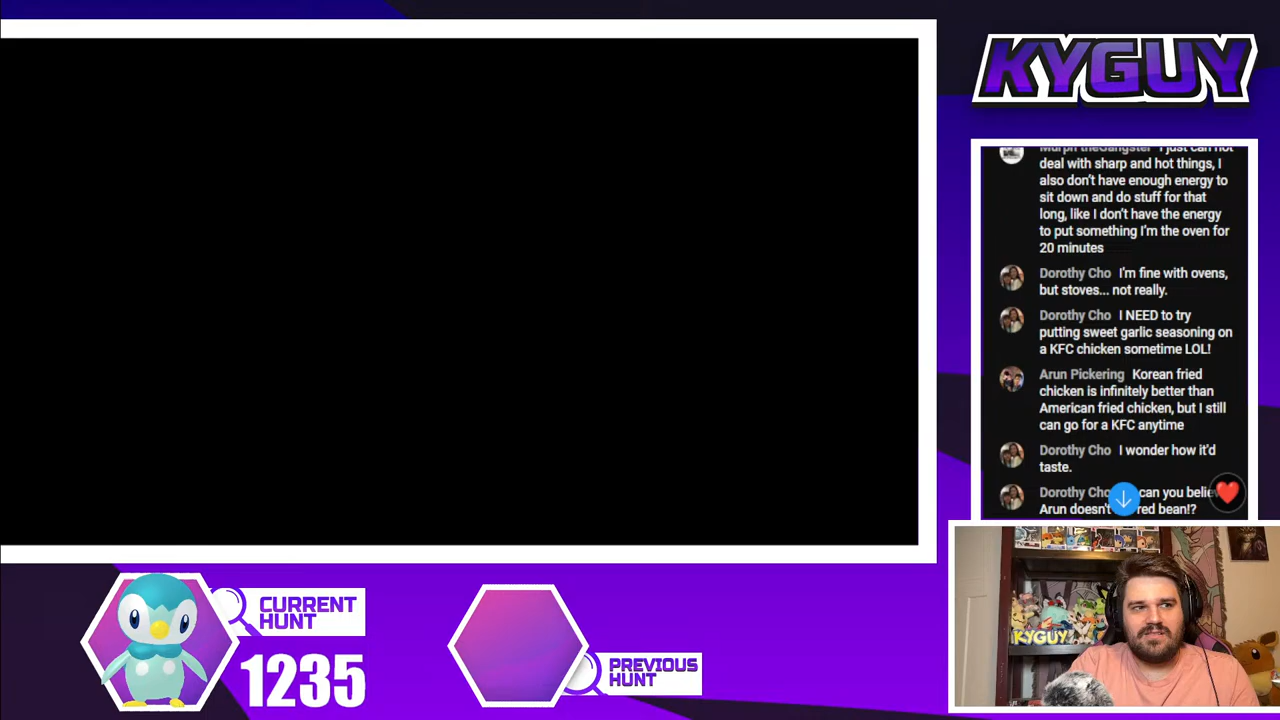 KYGUY
Murph theGangster I just can not
deal with sharp and hot things, I
also don't have enough energy to
sit down and do stuff for that
long, like I don't have the energy
to put something I'm the oven for
20 minutes
Dorothy Cho I'm fine with ovens,
but stoves... not really.
Dorothy Cho I NEED to try
putting sweet garlic seasoning on
a KFC chicken sometime LOL!
Arun Pickering Korean fried
chicken is infinitely better than
American fried chicken, but I still
can go for a KFC anytime
Dorothy Cho I wonder how it'd
taste.
Dorothy Cho can you
Arun doesn't red bean!?
KYGUY
CURRENT
HUNT
1235
PREVIOUS
HUNT